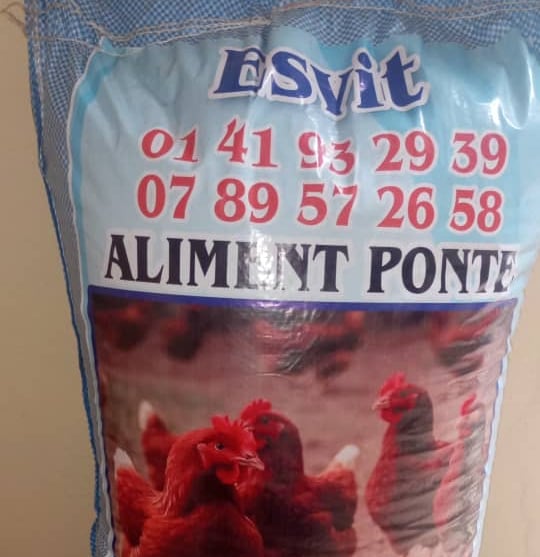 ESVit
01 41 93 29 39
07 89 57 26 58
ALIMENT PONTE